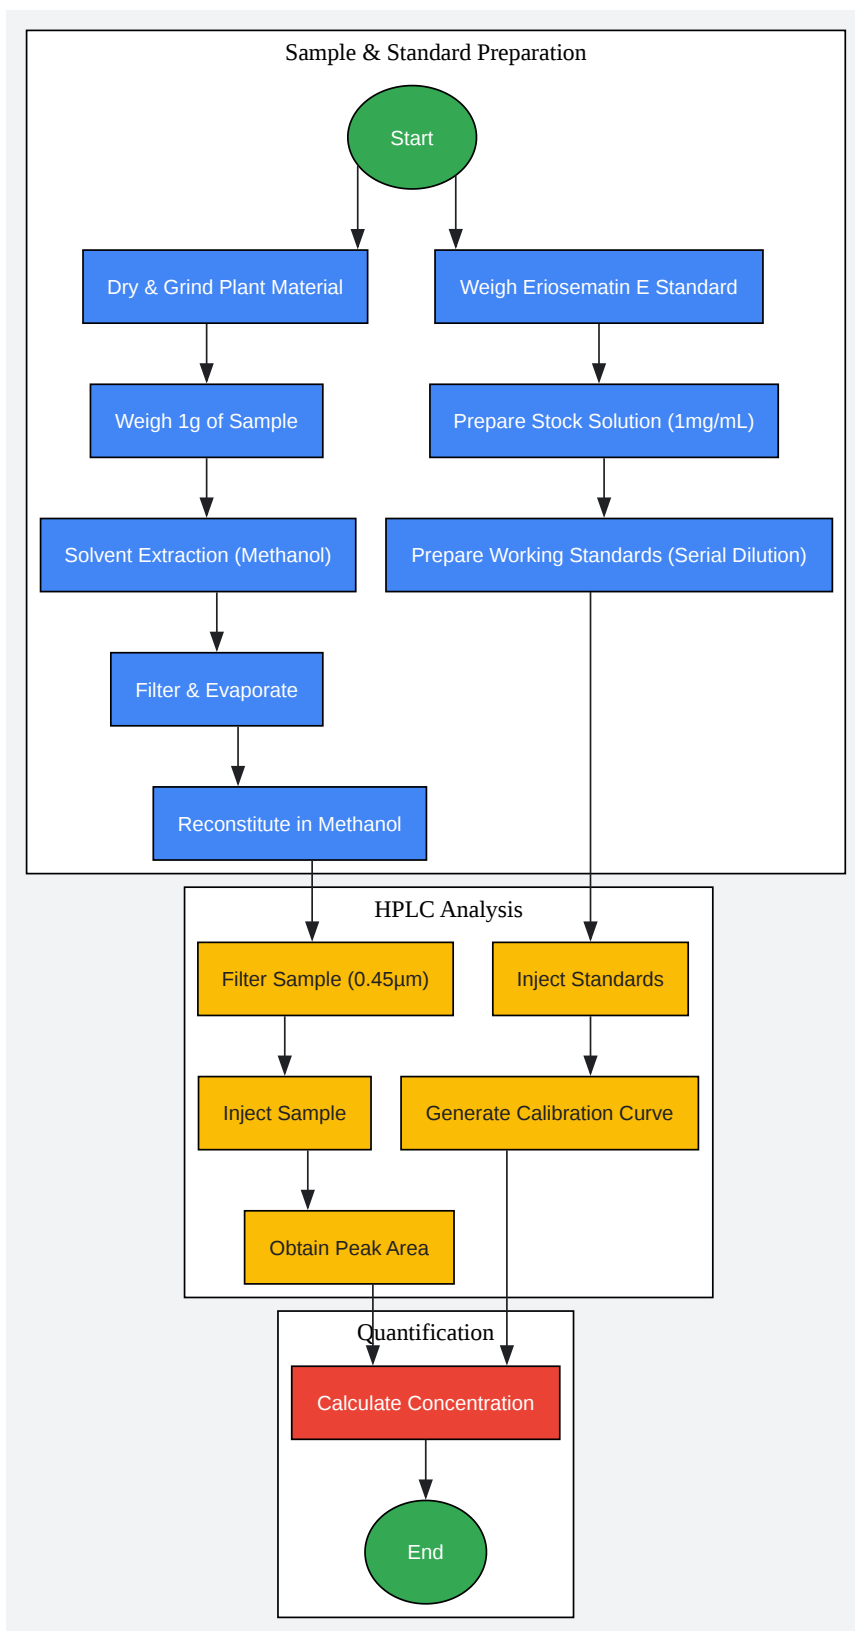 Sample & Standard Preparation
Start
Dry & Grind Plant Material
Weigh Eriosematin E Standard
Weigh 1g of Sample
Prepare Stock Solution (1mg/mL)
Solvent Extraction (Methanol)
Prepare Working Standards (Serial Dilution)
Filter & Evaporate
Reconstitute in Methanol
HPLC Analysis
Filter Sample (0.45µm)
Inject Standards
Inject Sample
Generate Calibration Curve
Obtain Peak Area
Quantification
Calculate Concentration
End